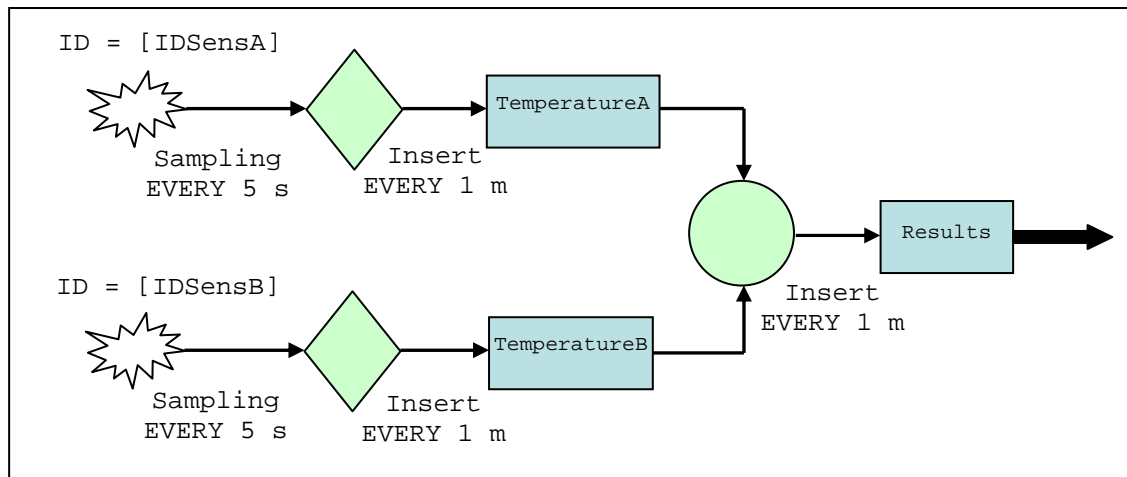 ID = [IDSensA]
TemperatureA
Sampling
EVERY 5 s
Insert
EVERY 1 m
Results
ID = [IDSensB]
Insert
EVERY 1 m
TemperatureB
Sampling
EVERY 5 s
Insert
EVERY 1 m